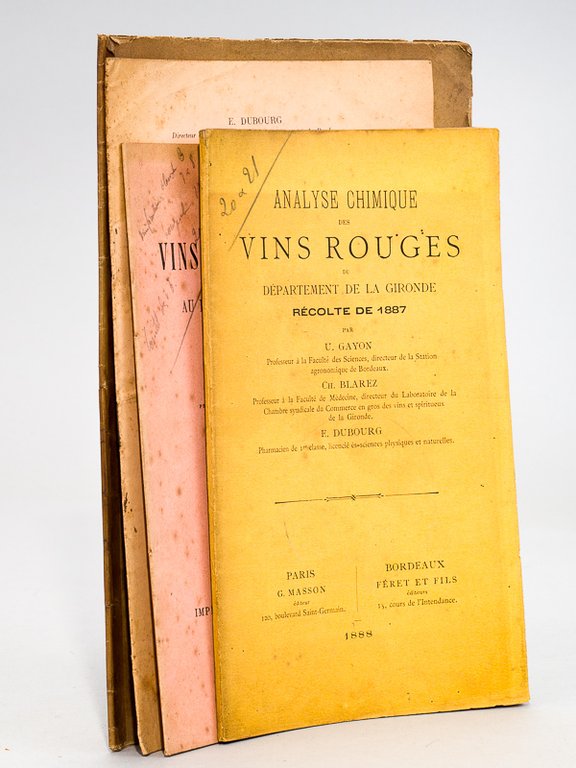 E. DUBOURG
Directeur
VINS
AU
IMP
20 à 21
ANALYSE CHIMIQUE
DES
VINS ROUGES
DU
DÉPARTEMENT DE LA GIRONDE
RÉCOLTE DE 1887
PAR
U. GAYON
Professeur à la Faculté des Sciences, directeur de la Station
agronomique de Bordeaux.
CH. BLAREZ
Professeur à la Faculté de Médecine, directeur du Laboratoire de la
Chambre syndicale du Commerce en gros des vins et spiritueux
de la Gironde.
E. DUBOURG
Pharmacien de 1re classe, licencié ès-sciences physiques et naturelles.
PARIS
G. MASSON
éditeur
120, boulevard Saint-Germain.
BORDEAUX
FÉRET ET FILS
éditeurs
15, cours de l'Intendance.
1888